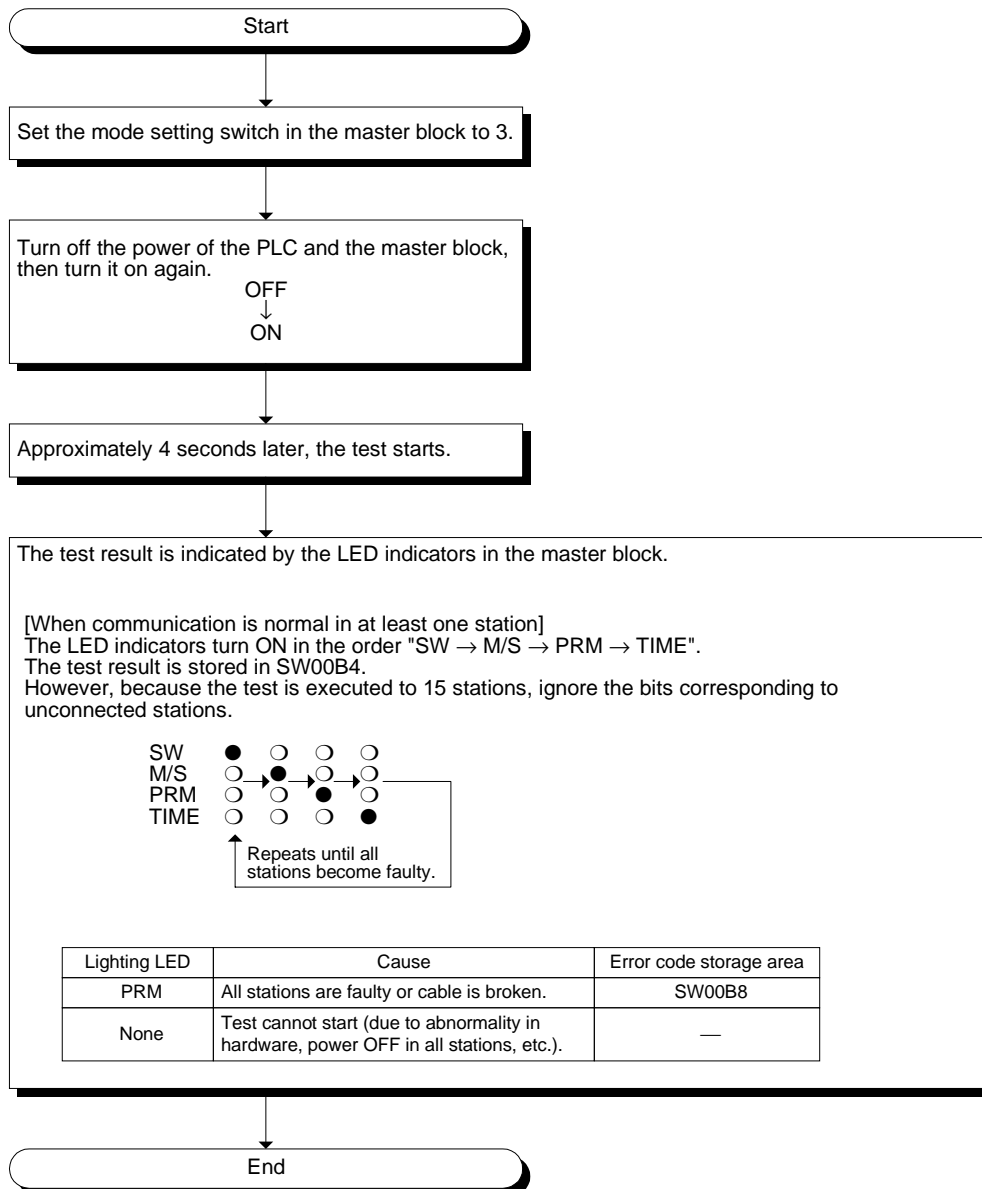 Start
Set the mode setting switch in the master block to 3.
Turn off the power of the PLC and the master block,
then turn it on again.
OFF
↓
ON
Approximately 4 seconds later, the test starts.
The test result is indicated by the LED indicators in the master block.
[When communication is normal in at least one station]
The LED indicators turn ON in the order "SW → M/S → PRM → TIME".
The test result is stored in SW00B4.
However, because the test is executed to 15 stations, ignore the bits corresponding to
unconnected stations.
SW
M/S
PRM
TIME
Repeats until all
stations become faulty.
Lighting LED Cause Error code storage area
PRM All stations are faulty or cable is broken. SW00B8
None Test cannot start (due to abnormality in
hardware, power OFF in all stations, etc.). —
End